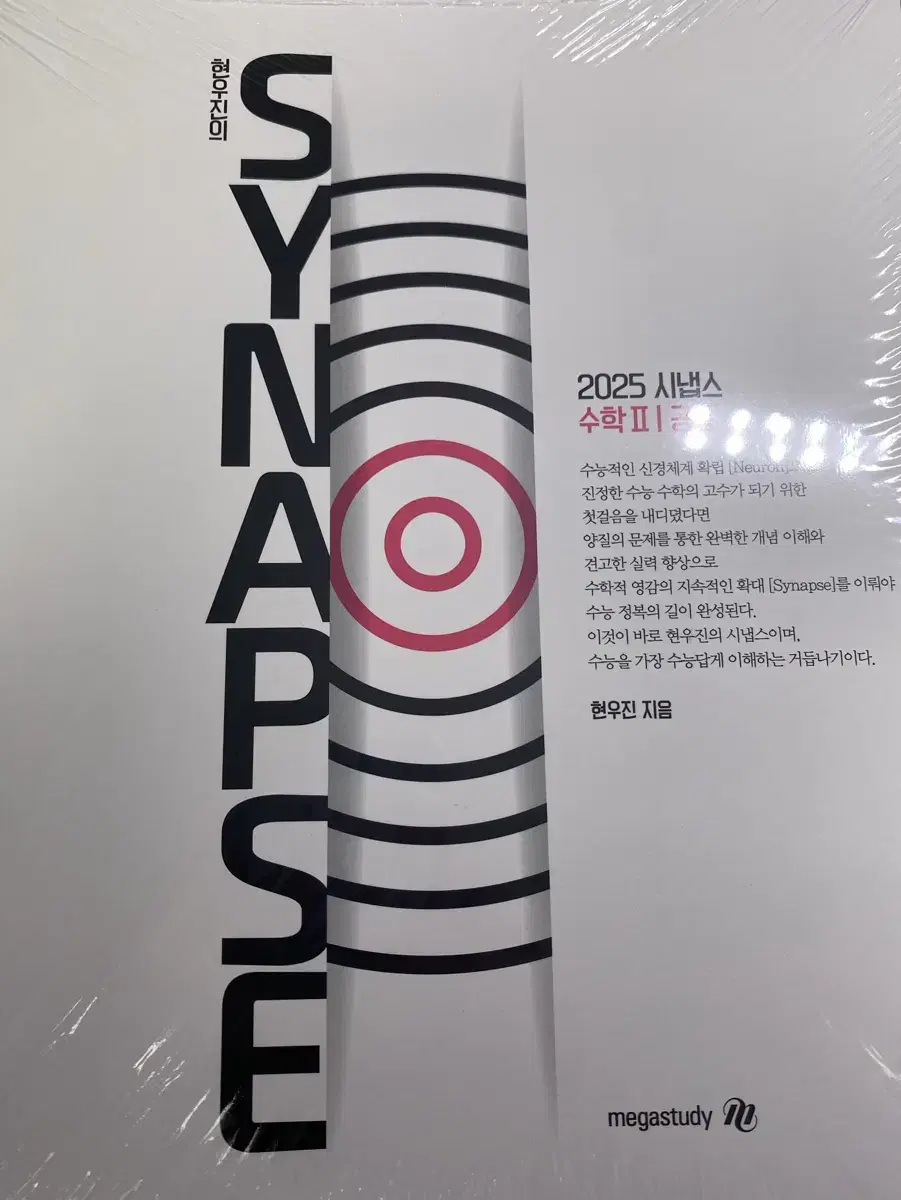 현우진의
SYNAPSE
2025 시냅스
수학Ⅱ |
수능적인 신경체계 확립 [Neuron]
진정한 수능 수학의 고수가 되기 위한
첫걸음을 내디뎠다면
양질의 문제를 통한 완벽한 개념 이해와
견고한 실력 향상으로
수학적 영감의 지속적인 확대 [Synapse]를 이뤄야
수능 정복의 길이 완성된다.
이것이 바로 현우진의 시냅스이며,
수능을 가장 수능답게 이해하는 거듭나기이다.
현우진 지음
megastudy